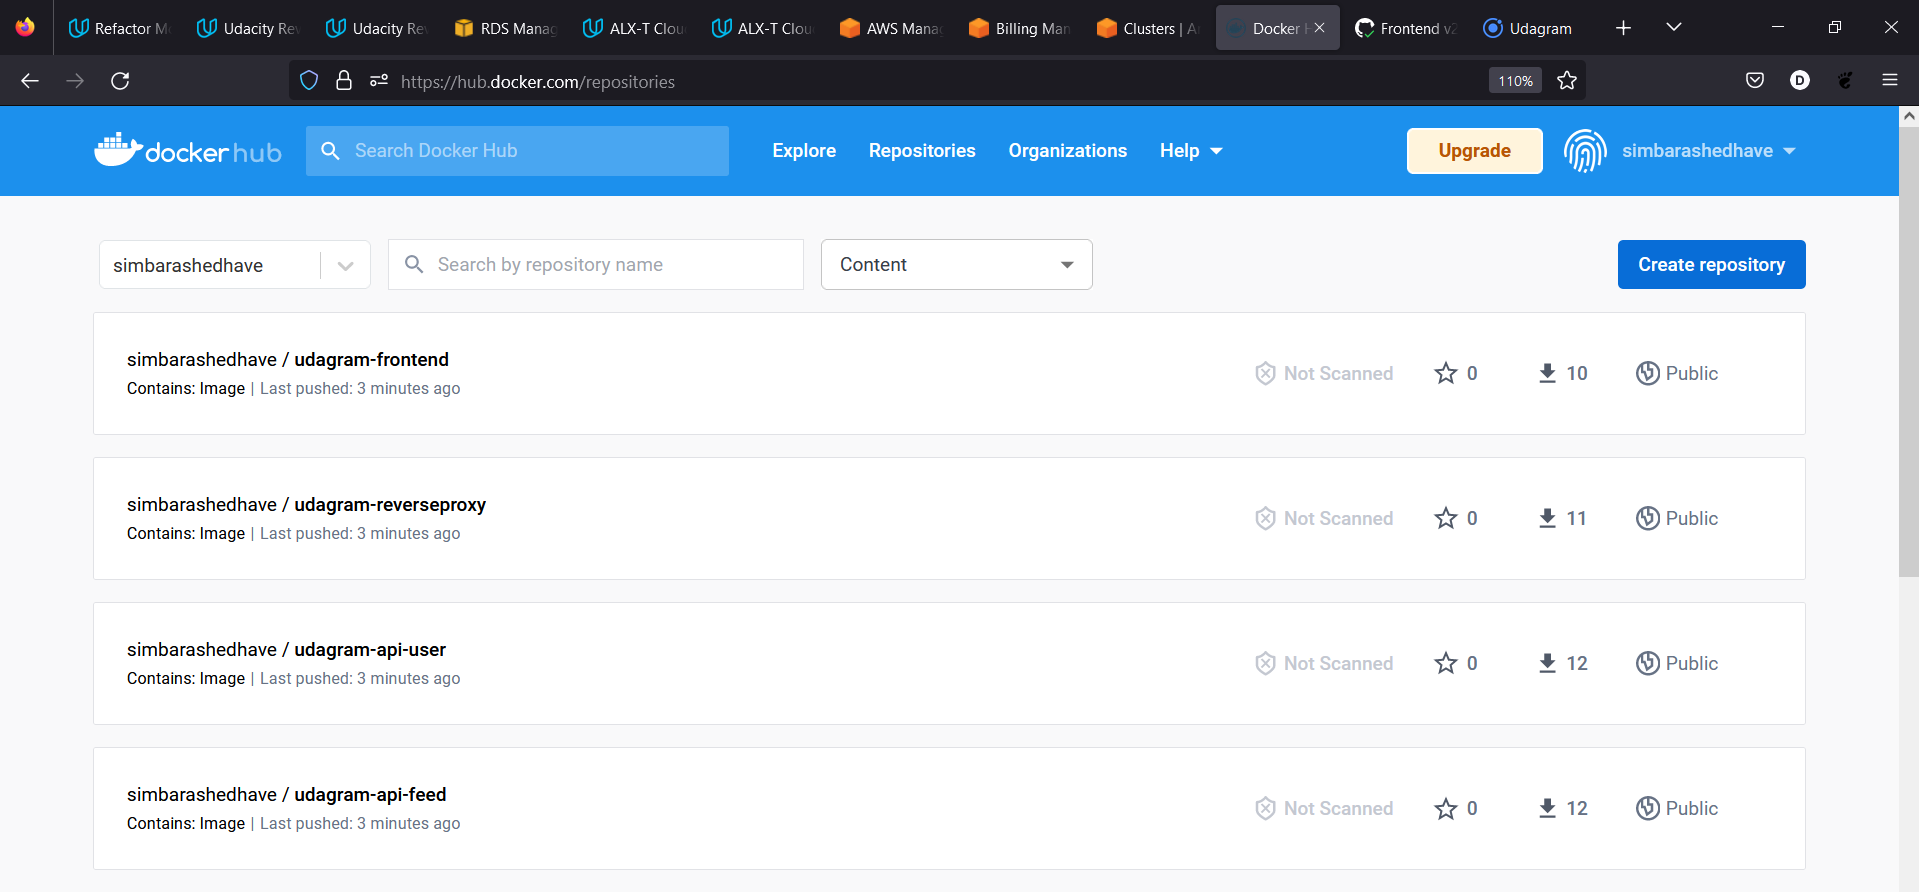 Refactor Mo
Udacity Rev
Udacity Rev
RDS Manag
ALX-T Clou
ALX-T Clou
AWS Manag
Billing Man
Clusters | A
Docker H
Frontend v2
Udagram
https://hub.docker.com/repositories
110%
D
docker hub
Search Docker Hub
Explore
Repositories
Organizations
Help
Upgrade
simbarashedhave
simbarashedhave
Search by repository name
Content
Create repository
simbarashedhave / udagram-frontend
Contains: Image | Last pushed: 3 minutes ago
Not Scanned
0
10
Public
simbarashedhave / udagram-reverseproxy
Contains: Image | Last pushed: 3 minutes ago
Not Scanned
0
11
Public
simbarashedhave / udagram-api-user
Contains: Image | Last pushed: 3 minutes ago
Not Scanned
0
12
Public
simbarashedhave / udagram-api-feed
Contains: Image | Last pushed: 3 minutes ago
Not Scanned
0
12
Public